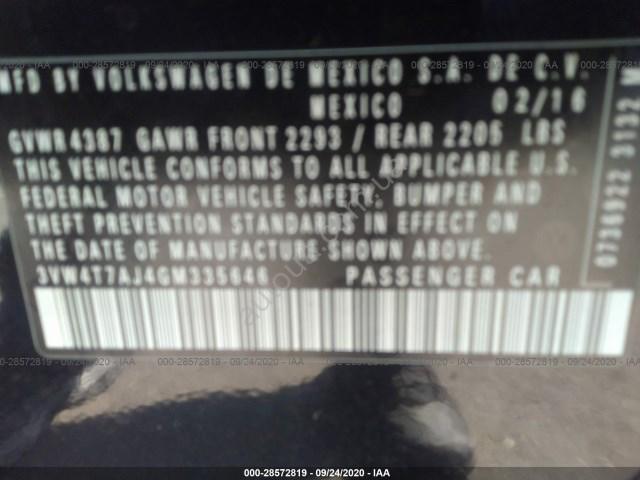 MFD BY VOLKSWAGEN DE MEXICO S.A. DE C.V.
MEXICO 02/16
GVWR 4387 GAWR FRONT 2293 / REAR 2205 LBS
THIS VEHICLE CONFORMS TO ALL APPLICABLE U.S.
FEDERAL MOTOR VEHICLE SAFETY, BUMPER AND
THEFT PREVENTION STANDARDS IN EFFECT ON
THE DATE OF MANUFACTURE SHOWN ABOVE.
3VW4T7AJ4GM335646 PASSENGER CAR
0736922 3132
000-28572819 - 09/24/2020 - IAA